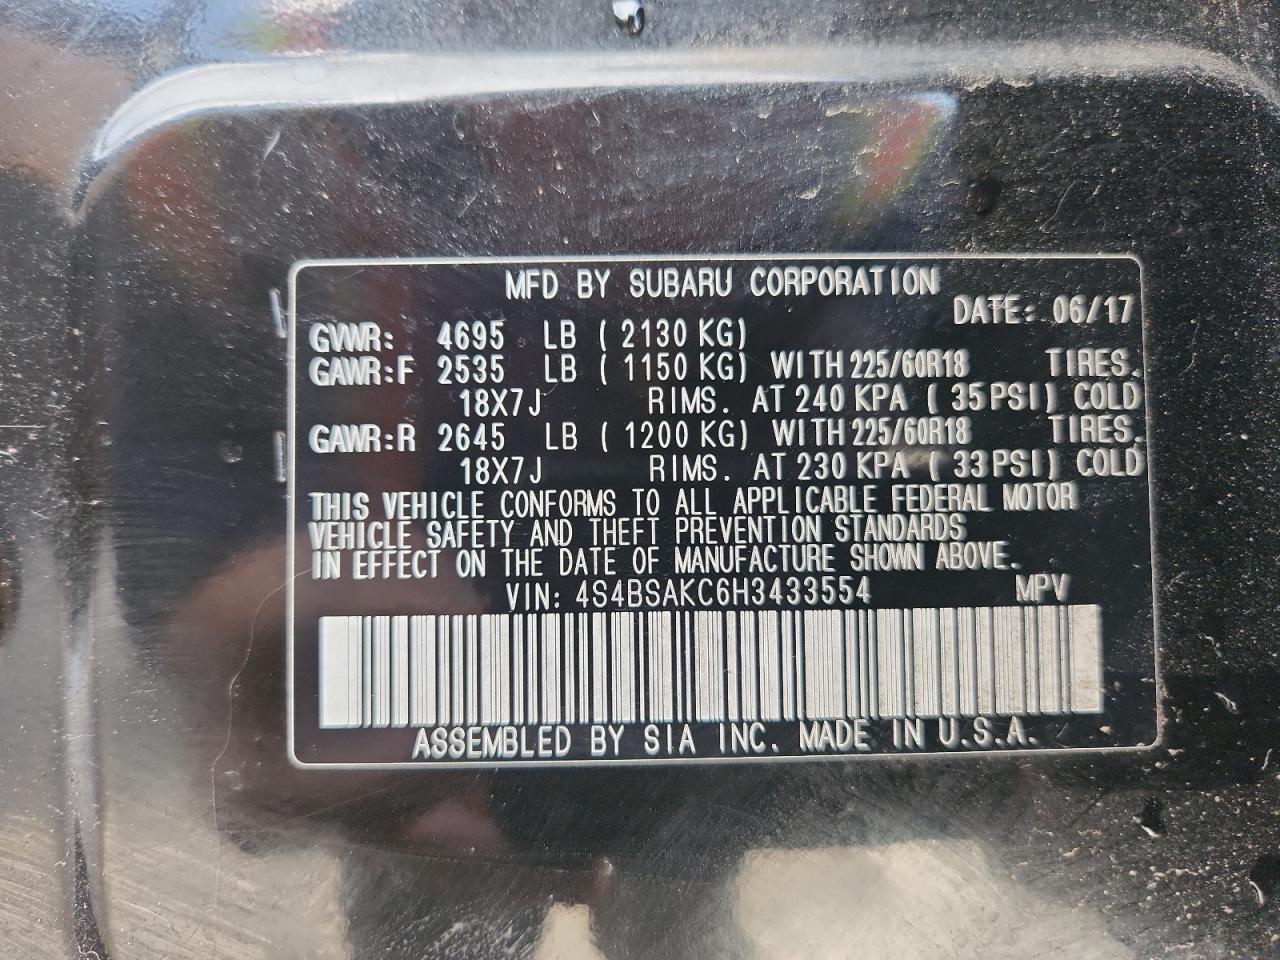 MFD BY SUBARU CORPORATION
DATE: 06/17
GVWR: 4695 LB ( 2130 KG)
GAWR:F 2535 LB ( 1150 KG) WITH 225/60R18 TIRES.
18X7J RIMS. AT 240 KPA ( 35 PSI) COLD
GAWR:R 2645 LB ( 1200 KG) WITH 225/60R18 TIRES.
18X7J RIMS. AT 230 KPA ( 33 PSI) COLD
THIS VEHICLE CONFORMS TO ALL APPLICABLE FEDERAL MOTOR
VEHICLE SAFETY AND THEFT PREVENTION STANDARDS
IN EFFECT ON THE DATE OF MANUFACTURE SHOWN ABOVE.
VIN: 4S4BSAKC6H3433554 MPV
ASSEMBLED BY SIA INC. MADE IN U.S.A.